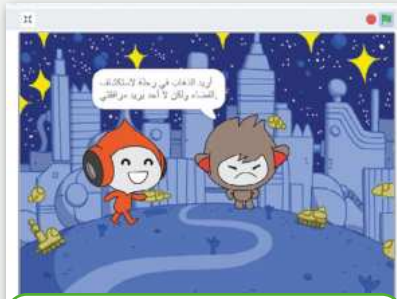 أريد الذهاب في رحلة لاستكشاف
الفضاء ولكن لا أحد يريد مرافقتي.